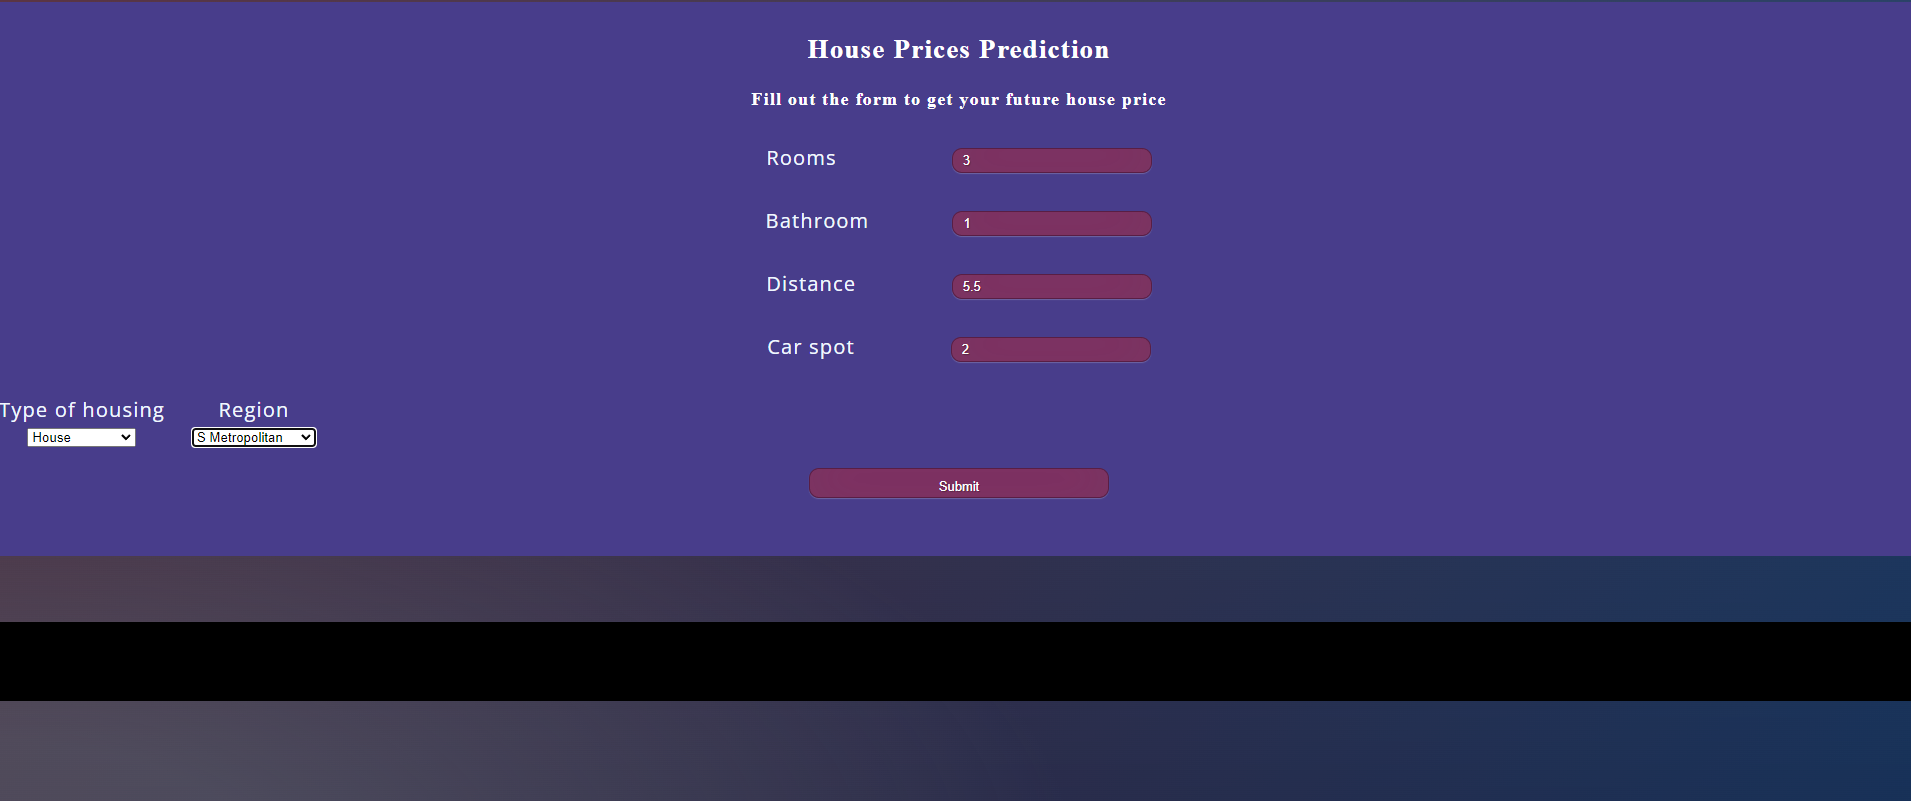 House Prices Prediction
Fill out the form to get your future house price
Rooms 3
Bathroom 1
Distance 5.5
Car spot 2
Type of housing Region
House S Metropolitan
Submit